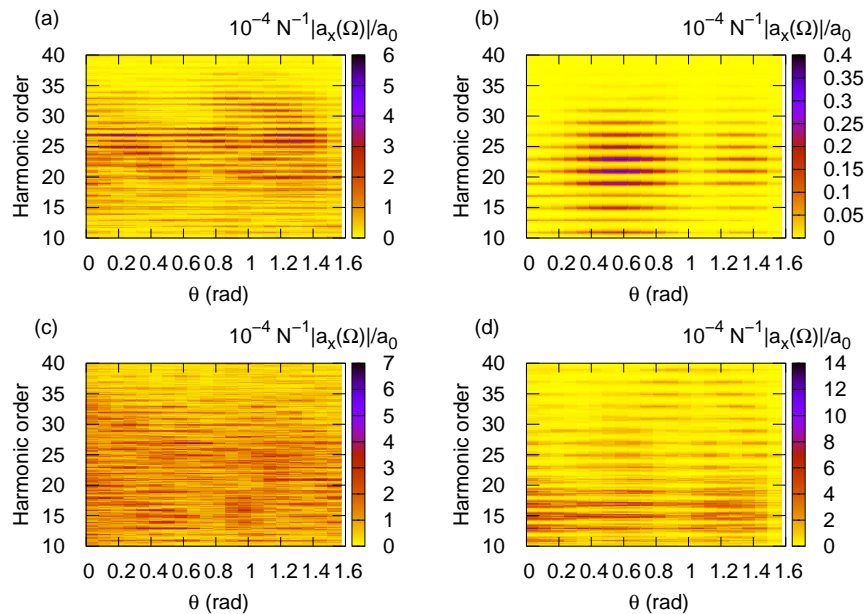 (a) 10⁻⁴ N⁻¹|aₓ(Ω)|/a₀
40 35 30 25 20 15 10
Harmonic order
6 5 4 3 2 1 0
0 0.2 0.4 0.6 0.8 1 1.2 1.4 1.6
θ (rad)
(b) 10⁻⁴ N⁻¹|aₓ(Ω)|/a₀
40 35 30 25 20 15 10
Harmonic order
0.4 0.35 0.3 0.25 0.2 0.15 0.1 0.05 0
0 0.2 0.4 0.6 0.8 1 1.2 1.4 1.6
θ (rad)
(c) 10⁻⁴ N⁻¹|aₓ(Ω)|/a₀
40 35 30 25 20 15 10
Harmonic order
7 6 5 4 3 2 1 0
0 0.2 0.4 0.6 0.8 1 1.2 1.4 1.6
θ (rad)
(d) 10⁻⁴ N⁻¹|aₓ(Ω)|/a₀
40 35 30 25 20 15 10
Harmonic order
14 12 10 8 6 4 2 0
0 0.2 0.4 0.6 0.8 1 1.2 1.4 1.6
θ (rad)